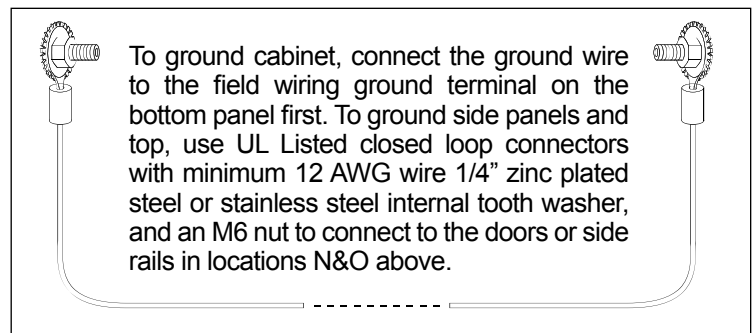 To ground cabinet, connect the ground wire
to the field wiring ground terminal on the
bottom panel first. To ground side panels and
top, use UL Listed closed loop connectors
with minimum 12 AWG wire 1/4” zinc plated
steel or stainless steel internal tooth washer,
and an M6 nut to connect to the doors or side
rails in locations N&O above.